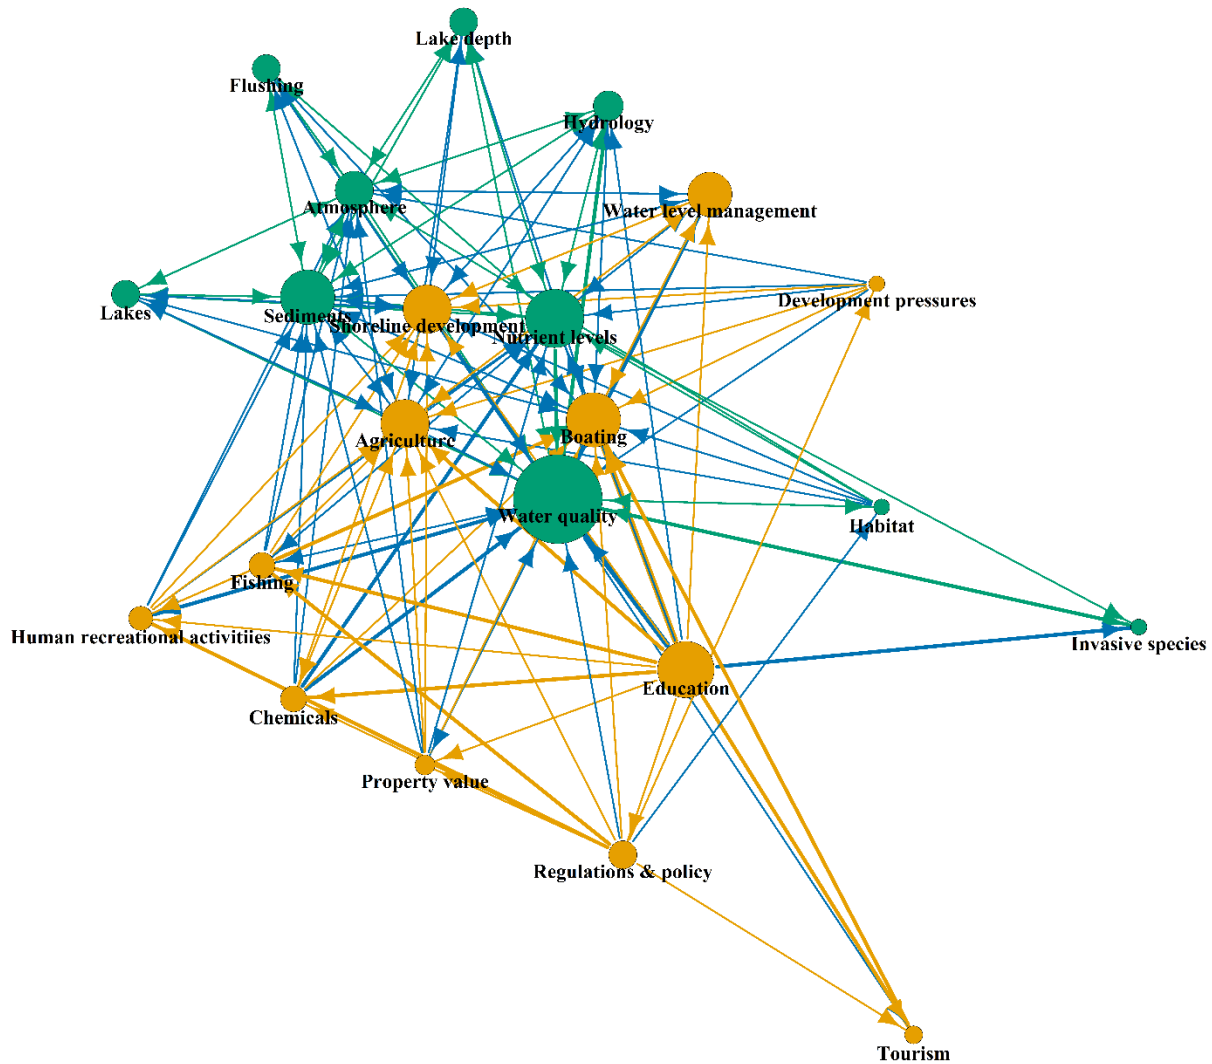 Lake depth
Flushing
Hydrology
Atmosphere
Water level management
Lakes
Sediments
Shoreline development
Nutrient levels
Development pressures
Agriculture
Boating
Water quality
Habitat
Fishing
Human recreational activitiies
Invasive species
Education
Chemicals
Property value
Regulations & policy
Tourism